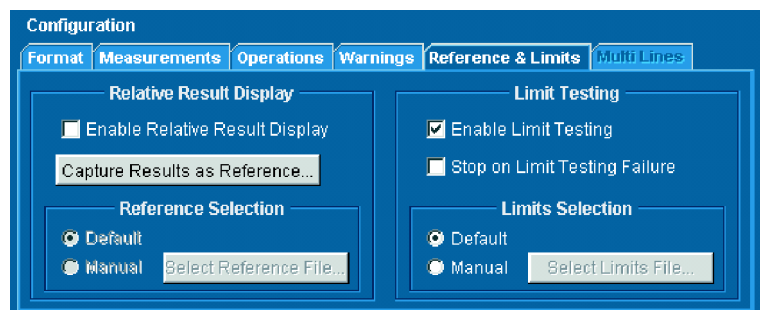 Configuration
Format Measurements Operations Warnings Reference & Limits Multi Lines
Relative Result Display
Enable Relative Result Display
Capture Results as Reference...
Reference Selection
Default
Manual Select Reference File...
Limit Testing
Enable Limit Testing
Stop on Limit Testing Failure
Limits Selection
Default
Manual Select Limits File...